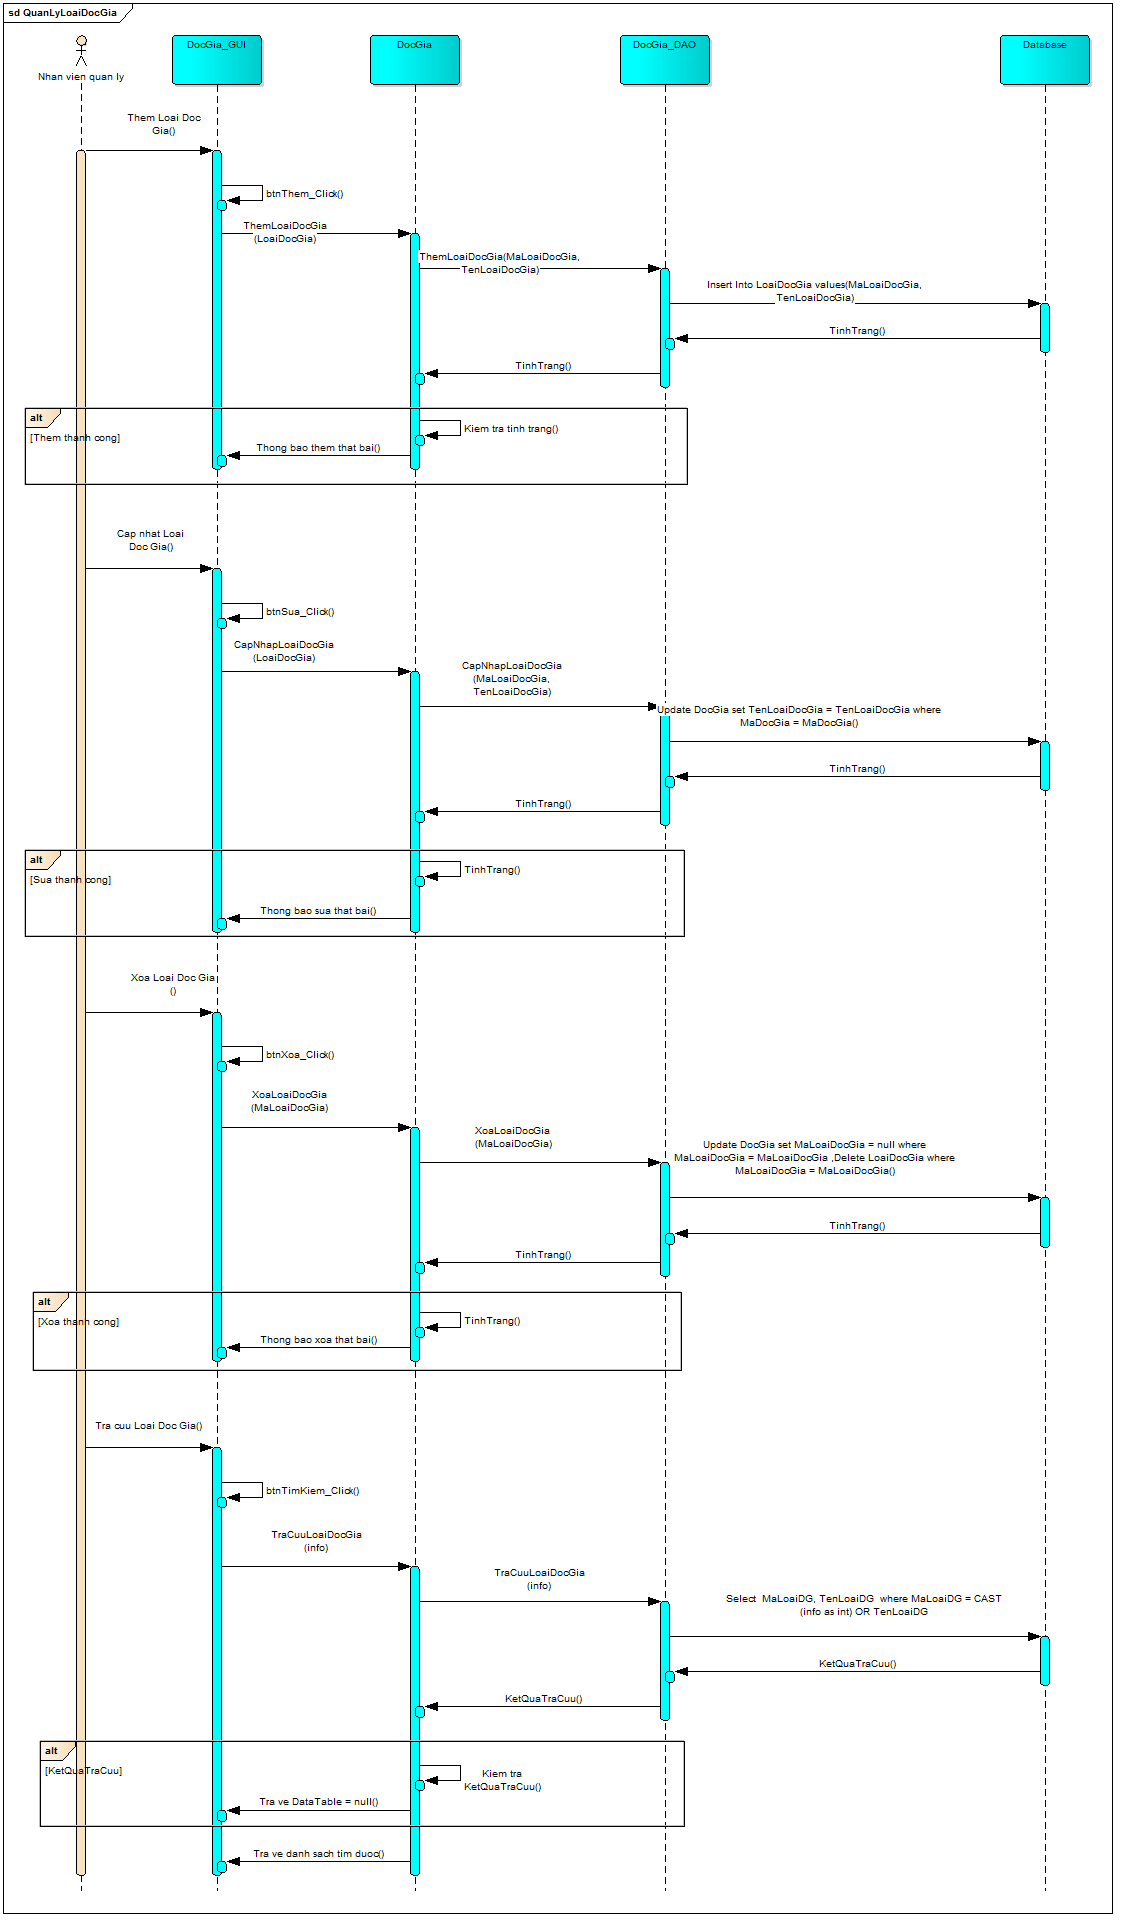 sd QuanLyLoaiDocGia
DocGia_GUI
DocGia
DocGia_DAO
Database
Nhan vien quan ly
Them Loai Doc
Gia()
btnThem_Click()
ThemLoaiDocGia
(LoaiDocGia)
ThemLoaiDocGia(MaLoaiDocGia,
TenLoaiDocGia)
Insert Into LoaiDocGia values(MaLoaiDocGia,
TenLoaiDocGia)
TinhTrang()
TinhTrang()
alt
[Them thanh cong]
Kiem tra tinh trang()
Thong bao them that bai()
Cap nhat Loai
Doc Gia()
btnSua_Click()
CapNhapLoaiDocGia
(LoaiDocGia)
CapNhapLoaiDocGia
(MaLoaiDocGia,
TenLoaiDocGia)
Update DocGia set TenLoaiDocGia = TenLoaiDocGia where
MaDocGia = MaDocGia()
TinhTrang()
TinhTrang()
alt
[Sua thanh cong]
TinhTrang()
Thong bao sua that bai()
Xoa Loai Doc Gia
()
btnXoa_Click()
XoaLoaiDocGia
(MaLoaiDocGia)
XoaLoaiDocGia
(MaLoaiDocGia)
Update DocGia set MaLoaiDocGia = null where
MaLoaiDocGia = MaLoaiDocGia ,Delete LoaiDocGia where
MaLoaiDocGia = MaLoaiDocGia()
TinhTrang()
TinhTrang()
alt
[Xoa thanh cong]
TinhTrang()
Thong bao xoa that bai()
Tra cuu Loai Doc Gia()
btnTimKiem_Click()
TraCuuLoaiDocGia
(info)
TraCuuLoaiDocGia
(info)
Select  MaLoaiDG, TenLoaiDG  where MaLoaiDG = CAST
(info as int) OR TenLoaiDG
KetQuaTraCuu()
KetQuaTraCuu()
alt
[KetQuaTraCuu]
Kiem tra
KetQuaTraCuu()
Tra ve DataTable = null()
Tra ve danh sach tim duoc()